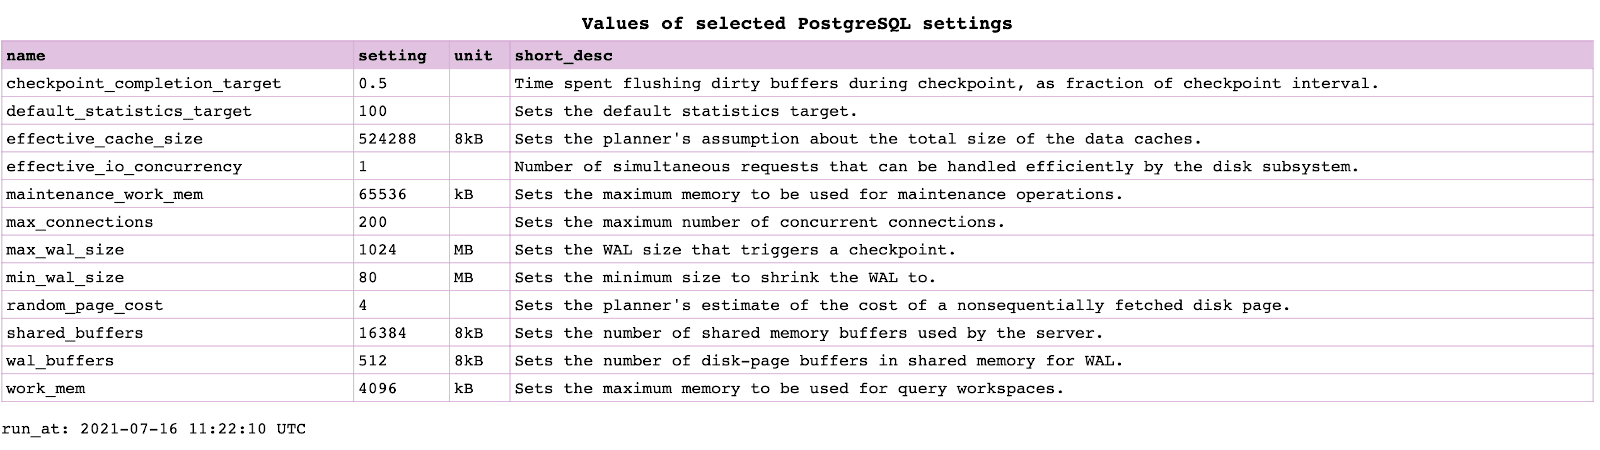 Values of selected PostgreSQL settings
name setting unit short_desc
checkpoint_completion_target 0.5 Time spent flushing dirty buffers during checkpoint, as fraction of checkpoint interval.
default_statistics_target 100 Sets the default statistics target.
effective_cache_size 524288 8kB Sets the planner's assumption about the total size of the data caches.
effective_io_concurrency 1 Number of simultaneous requests that can be handled efficiently by the disk subsystem.
maintenance_work_mem 65536 kB Sets the maximum memory to be used for maintenance operations.
max_connections 200 Sets the maximum number of concurrent connections.
max_wal_size 1024 MB Sets the WAL size that triggers a checkpoint.
min_wal_size 80 MB Sets the minimum size to shrink the WAL to.
random_page_cost 4 Sets the planner's estimate of the cost of a nonsequentially fetched disk page.
shared_buffers 16384 8kB Sets the number of shared memory buffers used by the server.
wal_buffers 512 8kB Sets the number of disk-page buffers in shared memory for WAL.
work_mem 4096 kB Sets the maximum memory to be used for query workspaces.
run_at: 2021-07-16 11:22:10 UTC